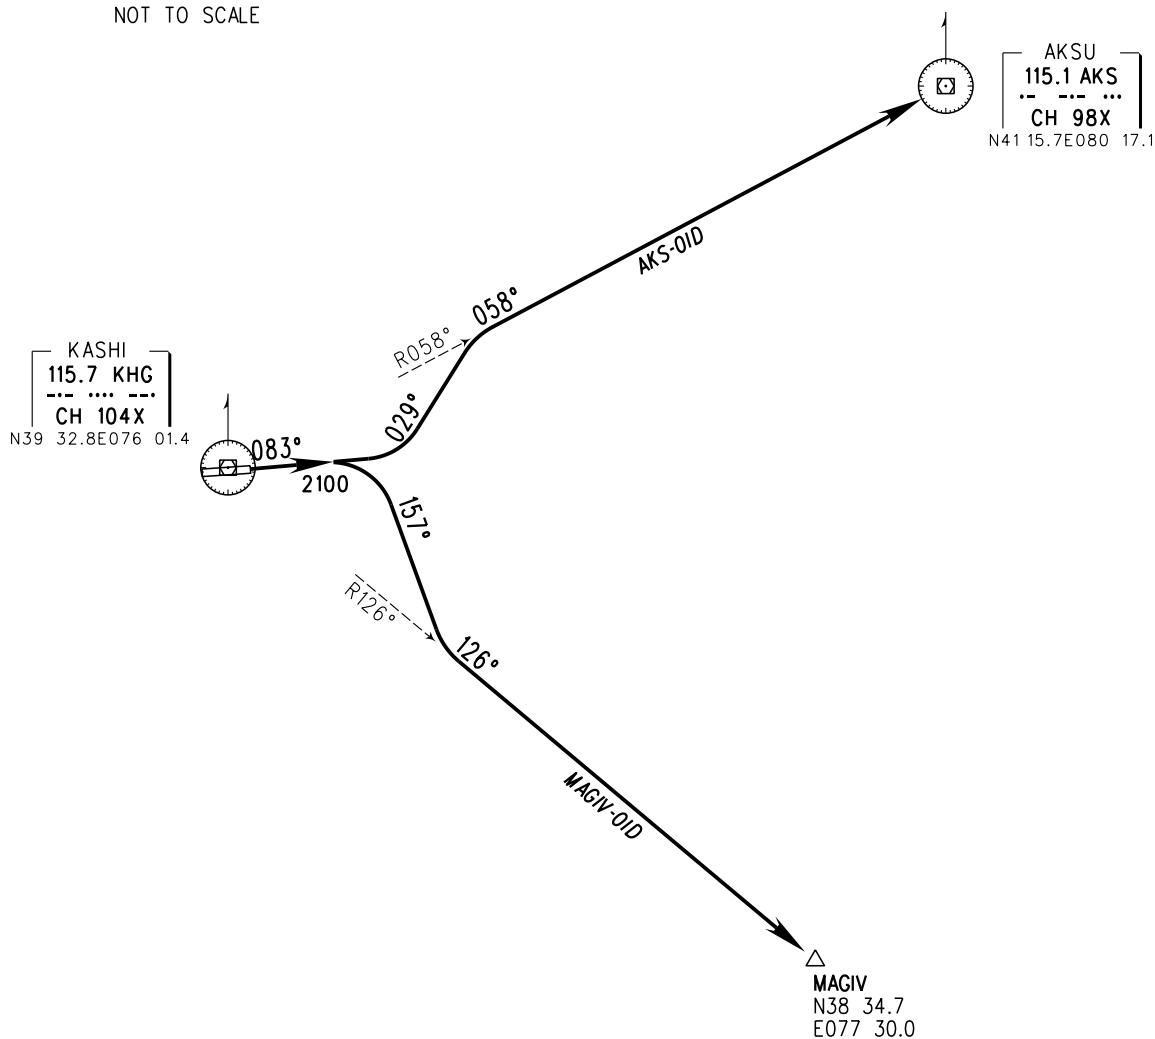 NOT TO SCALE
AKSU
115.1 AKS
CH 98X
N41 15.7E080 17.1
AKS-01D
058°
R058°
029°
KASHI
115.7 KHG
CH 104X
N39 32.8E076 01.4
083°
2100
157°
R126°
126°
MAGIV-01D
MAGIV
N38 34.7
E077 30.0